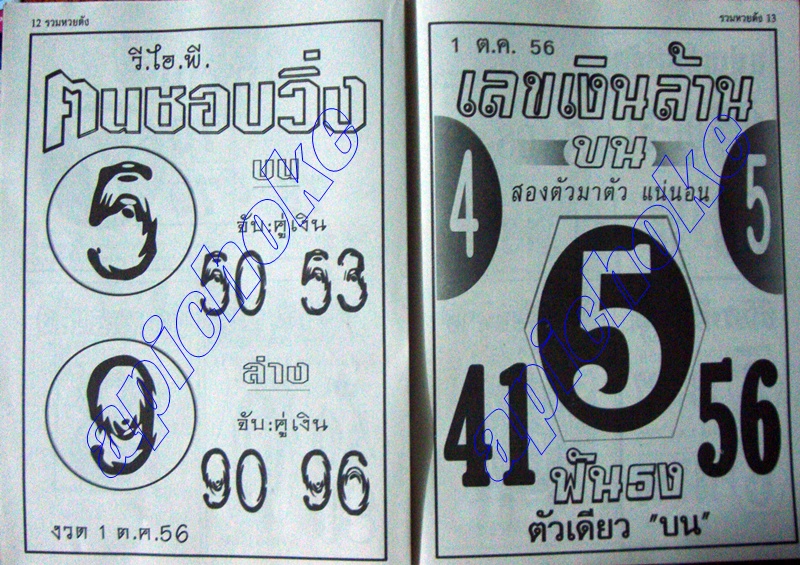 12 รวมหวยดัง
วี.ไอ.พี.
คนชอบวิ่ง
5
บน
จับ:คู่เงิน
50 53
9
ล่าง
จับ:คู่เงิน
90 96
งวด 1 ต.ค.56
รวมหวยดัง 13
1 ต.ค. 56
เลขเงินล้าน
บน
4 5
สองตัวมาตัว แน่นอน
5
41 56
ฟันธง
ตัวเดียว "บน"
apichoke
apichoke